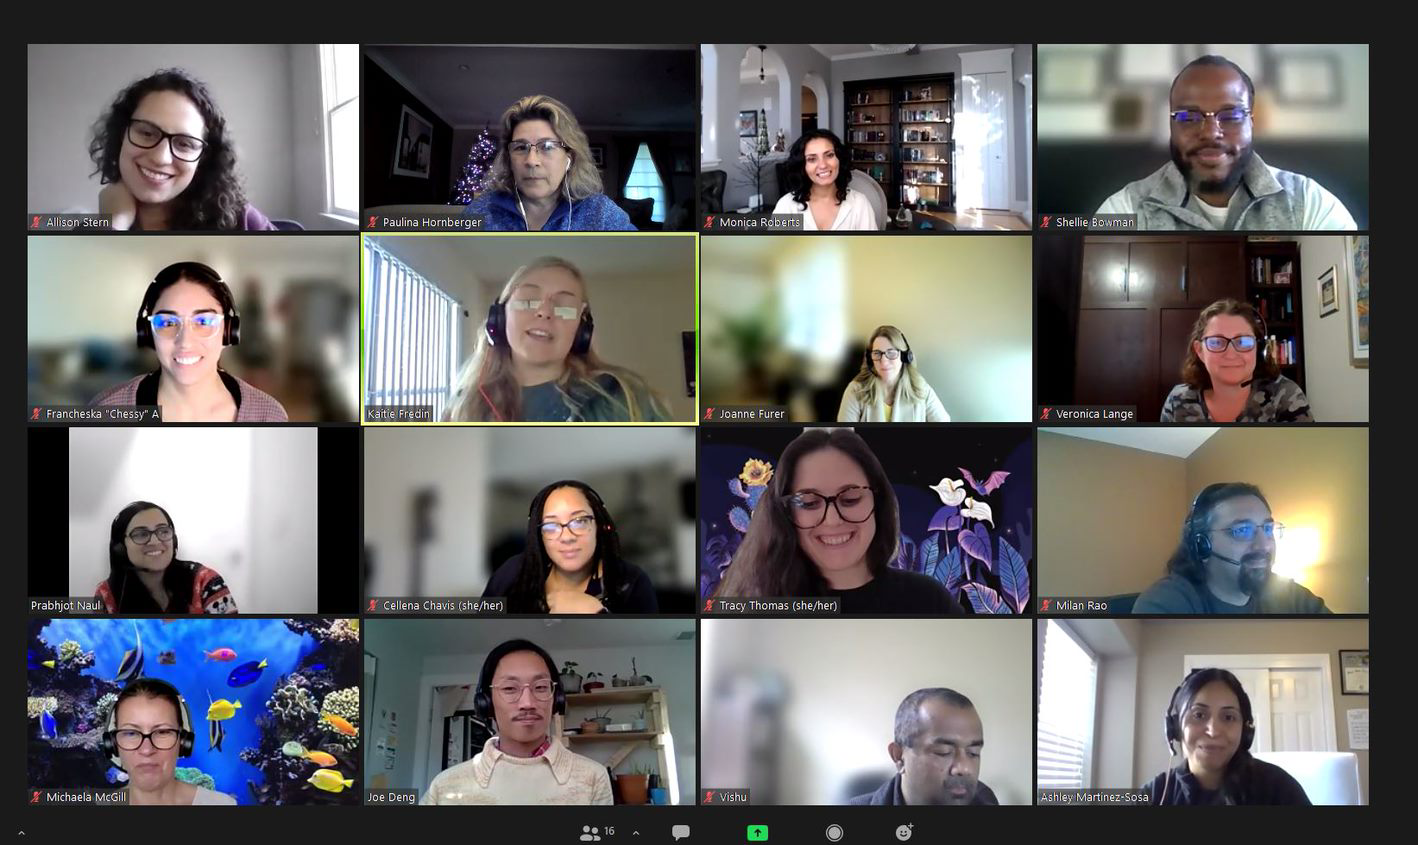 Allison Stern
Paulina Hornberger
Monica Roberts
Shellie Bowman
Francheska "Chessy" A
Kaitie Fredin
Joanne Furer
Veronica Lange
Prabhjot Naul
Cellena Chavis (she/her)
Tracy Thomas (she/her)
Milan Rao
Michaela McGill
Joe Deng
Vishu
Ashley Martinez-Sosa
16